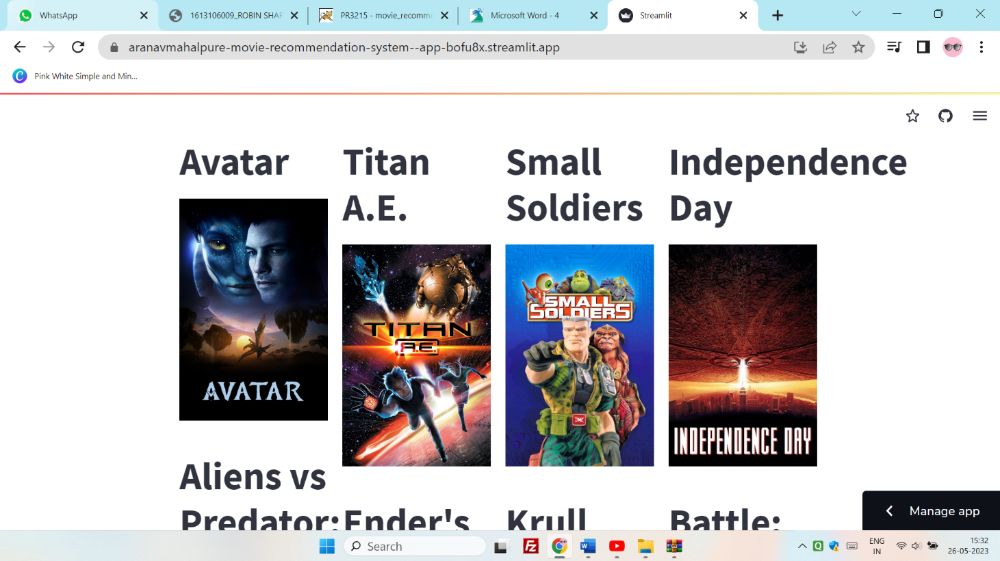 WhatsApp
1613106009_ROBIN SHAR
PR3215 - movie_recomme
Microsoft Word - 4
Streamlit
aranavmahalpure-movie-recommendation-system--app-bofu8x.streamlit.app
Pink White Simple and Min...
Avatar
Titan
A.E.
Small
Soldiers
Independence
Day
AVATAR
TITAN
A.E.
SMALL
SOLDIERS
INDEPENDENCE DAY
Aliens vs
Predator:
Ender's
Krull
Battle:
Manage app
Search
ENG
IN
15:32
26-05-2023